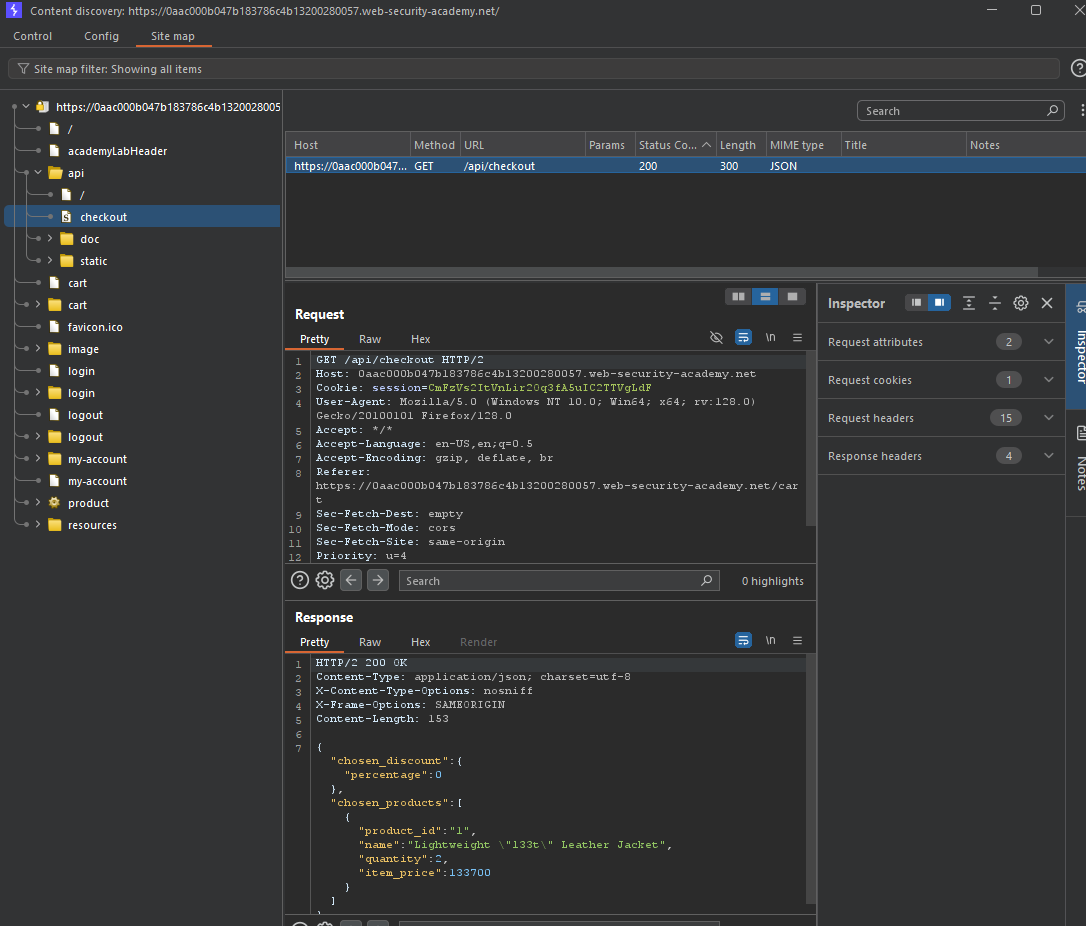 Content discovery: https://0aac000b047b183786c4b13200280057.web-security-academy.net/
Control Config Site map
Site map filter: Showing all items
https://0aac000b047b183786c4b1320028005
/
academyLabHeader
api
/
checkout
doc
static
cart
cart
favicon.ico
image
login
login
logout
logout
my-account
my-account
product
resources
Search
Host Method URL Params Status Co... Length MIME type Title Notes
https://0aac000b047... GET /api/checkout 200 300 JSON
Request
Pretty Raw Hex
\n
1 GET /api/checkout HTTP/2
2 Host: 0aac000b047b183786c4b13200280057.web-security-academy.net
3 Cookie: session=
4 User-Agent: Mozilla/5.0 (Windows NT 10.0; Win64; x64; rv:128.0)
Gecko/20100101 Firefox/128.0
5 Accept: */*
6 Accept-Language: en-US,en;q=0.5
7 Accept-Encoding: gzip, deflate, br
8 Referer:
https://0aac000b047b183786c4b13200280057.web-security-academy.net/car
t
9 Sec-Fetch-Dest: empty
10 Sec-Fetch-Mode: cors
11 Sec-Fetch-Site: same-origin
12 Priority: u=4
Search
0 highlights
Response
Pretty Raw Hex Render
\n
1 HTTP/2 200 OK
2 Content-Type: application/json; charset=utf-8
3 X-Content-Type-Options: nosniff
4 X-Frame-Options: SAMEORIGIN
5 Content-Length: 153
6
7 {
"chosen_discount":{
"percentage":0
},
"chosen_products":[
{
"product_id":"1",
"name":"Lightweight \"l33t\" Leather Jacket",
"quantity":2,
"item_price":133700
}
]
Inspector
Request attributes 2
Request cookies 1
Request headers 15
Response headers 4
Inspector
Notes